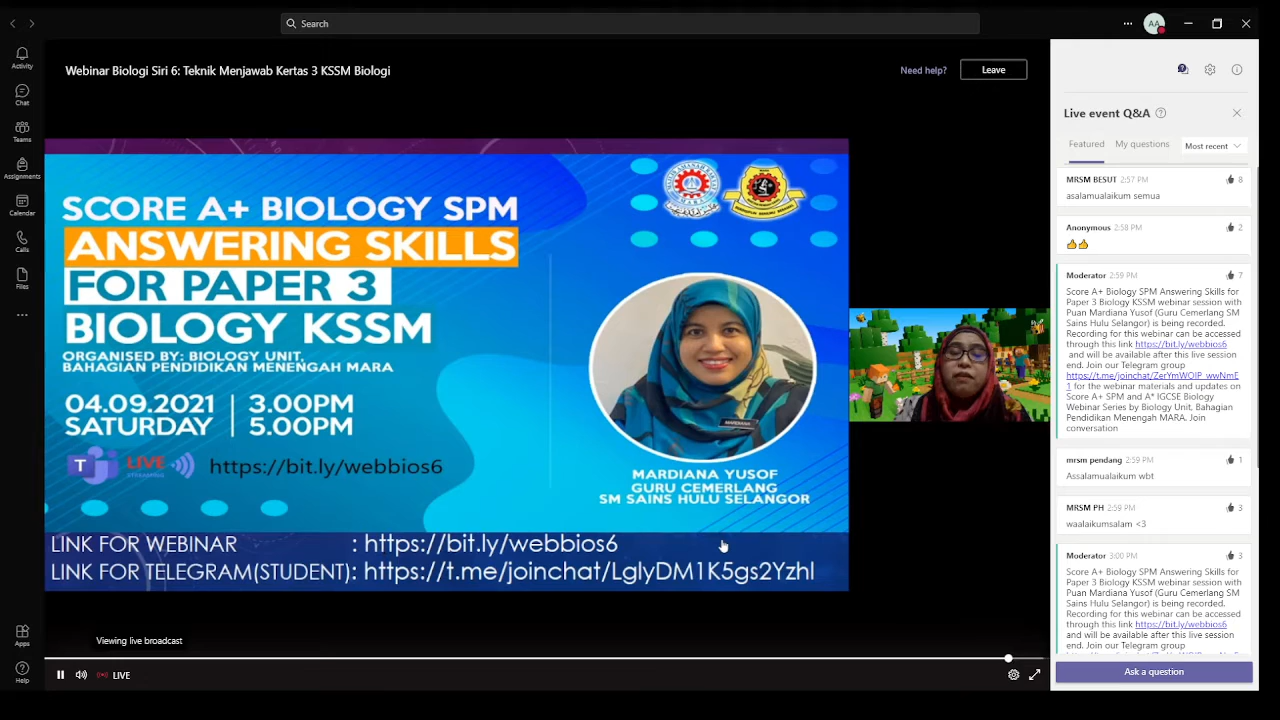 Search
AA
Activity
Chat
Teams
Assignments
Calendar
Calls
Files
Apps
Help
Webinar Biologi Siri 6: Teknik Menjawab Kertas 3 KSSM Biologi
Need help?
Leave
SCORE A+ BIOLOGY SPM
ANSWERING SKILLS
FOR PAPER 3
BIOLOGY KSSM
ORGANISED BY: BIOLOGY UNIT,
BAHAGIAN PENDIDIKAN MENENGAH MARA
04.09.2021 | 3.00PM
SATURDAY | 5.00PM
T LIVE https://bit.ly/webbios6
MARDIANA YUSOF
GURU CEMERLANG
SM SAINS HULU SELANGOR
LINK FOR WEBINAR : https://bit.ly/webbios6
LINK FOR TELEGRAM(STUDENT): https://t.me/joinchat/LglyDM1K5gs2Yzhl
Viewing live broadcast
LIVE
Live event Q&A
Featured My questions Most recent
MRSM BESUT 2:57 PM 8
asalamualaikum semua
Anonymous 2:58 PM 2
👍👍
Moderator 2:59 PM 7
Score A+ Biology SPM Answering Skills for
Paper 3 Biology KSSM webinar session with
Puan Mardiana Yusof (Guru Cemerlang SM
Sains Hulu Selangor) is being recorded.
Recording for this webinar can be accessed
through this link https://bit.ly/webbios6
and will be available after this live session
end. Join our Telegram group
https://t.me/joinchat/ZerYmWOIP_wwNmE
1 for the webinar materials and updates on
Score A+ SPM and A* IGCSE Biology
Webinar Series by Biology Unit, Bahagian
Pendidikan Menengah MARA. Join
conversation
mrsm pendang 2:59 PM 1
Assalamualaikum wbt
MRSM PH 2:59 PM 3
waalaikumsalam <3
Moderator 3:00 PM 3
Score A+ Biology SPM Answering Skills for
Paper 3 Biology KSSM webinar session with
Puan Mardiana Yusof (Guru Cemerlang SM
Sains Hulu Selangor) is being recorded.
Recording for this webinar can be accessed
through this link https://bit.ly/webbios6
and will be available after this live session
end. Join our Telegram group
Ask a question